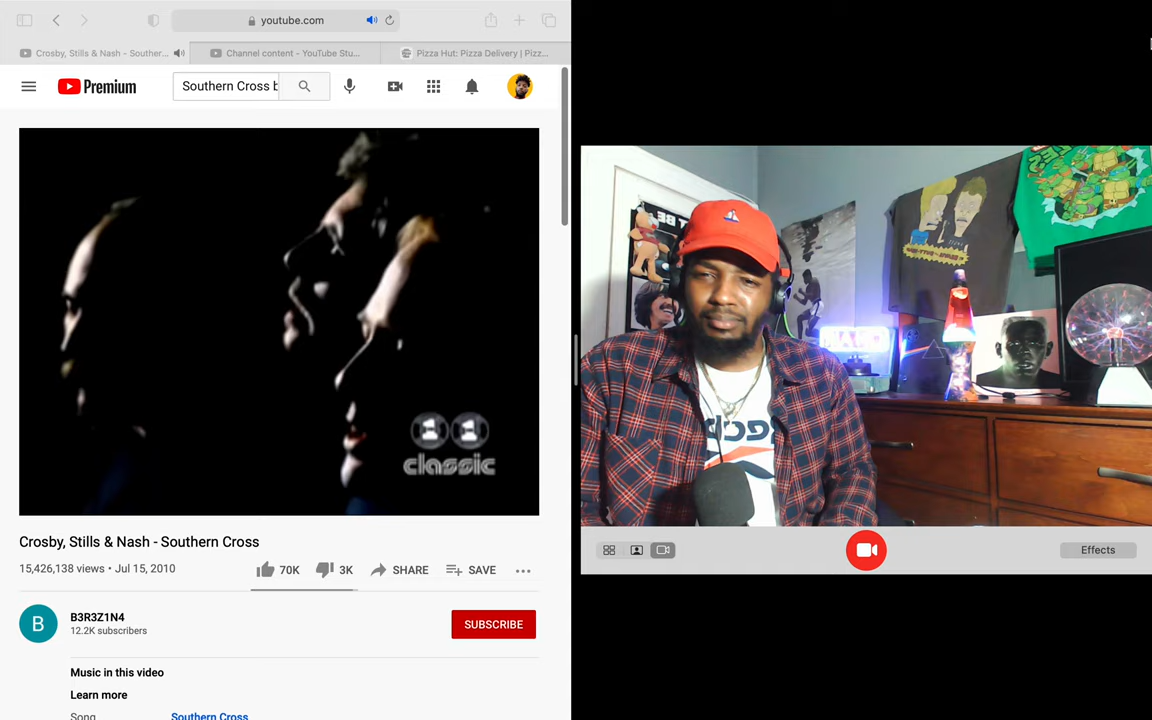 youtube.com
Crosby, Stills & Nash - Souther...
Channel content - YouTube Stu...
Pizza Hut: Pizza Delivery | Pizz...
Premium
Southern Cross b
classic
Crosby, Stills & Nash - Southern Cross
15,426,138 views • Jul 15, 2010
70K
3K
SHARE
SAVE
B
B3R3Z1N4
12.2K subscribers
SUBSCRIBE
Music in this video
Learn more
Song
Southern Cross
Effects